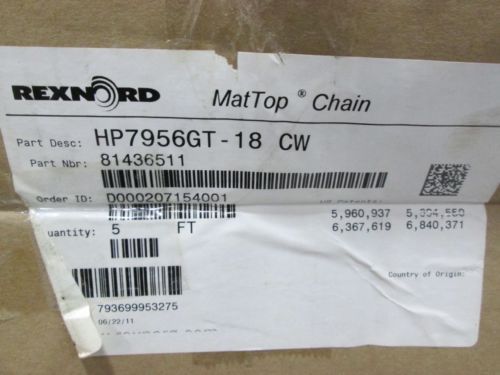 REXNORD
MatTop ® Chain
Part Desc: HP7956GT-18 CW
Part Nbr: 81436511
Order ID: D000207154001
5,960,937
6,367,619 6,840,371
uantity: 5 FT
Country of Origin:
793699953275
06/22/11